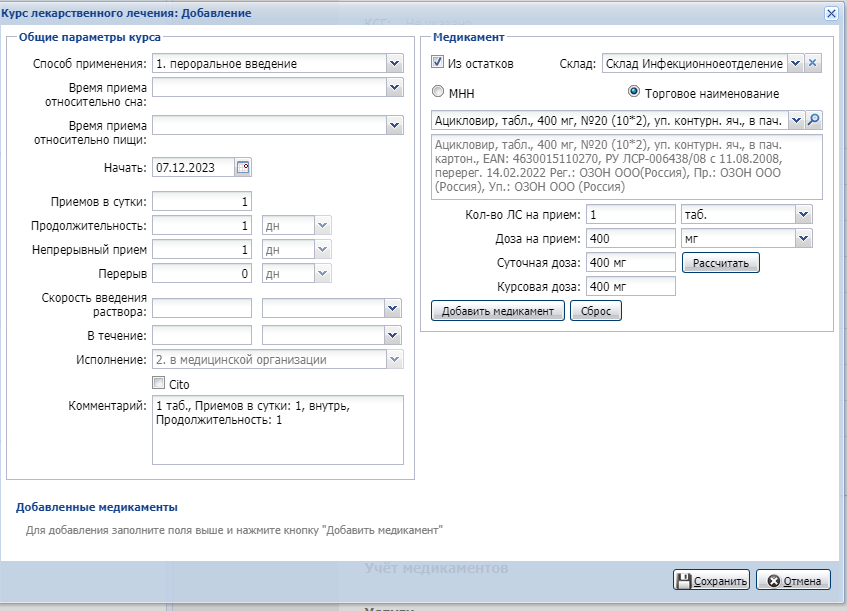 Курс лекарственного лечения: Добавление
Общие параметры курса
Способ применения: 1. пероральное введение
Время приема
относительно сна:
Время приема
относительно пищи:
Начать: 07.12.2023
Приемов в сутки: 1
Продолжительность: 1 дн
Непрерывный прием 1 дн
Перерыв 0 дн
Скорость введения
раствора:
В течение:
Исполнение: 2. в медицинской организации
Cito
Комментарий: 1 таб., Приемов в сутки: 1, внутрь,
Продолжительность: 1
Медикамент
Из остатков Склад: Склад Инфекционноеотделение
МНН Торговое наименование
Ацикловир, табл., 400 мг, №20 (10*2), уп. контурн. яч., в пач.
Ацикловир, табл., 400 мг, №20 (10*2), уп. контурн. яч., в пач.
картон., EAN: 4630015110270, РУ ЛСР-006438/08 с 11.08.2008,
перерег. 14.02.2022 Рег.: ОЗОН ООО(Россия), Пр.: ОЗОН ООО
(Россия), Уп.: ОЗОН ООО (Россия)
Кол-во ЛС на прием: 1 таб.
Доза на прием: 400 мг
Суточная доза: 400 мг Рассчитать
Курсовая доза: 400 мг
Добавить медикамент Сброс
Добавленные медикаменты
Для добавления заполните поля выше и нажмите кнопку "Добавить медикамент"
Учёт медикаментов
Сохранить Отмена